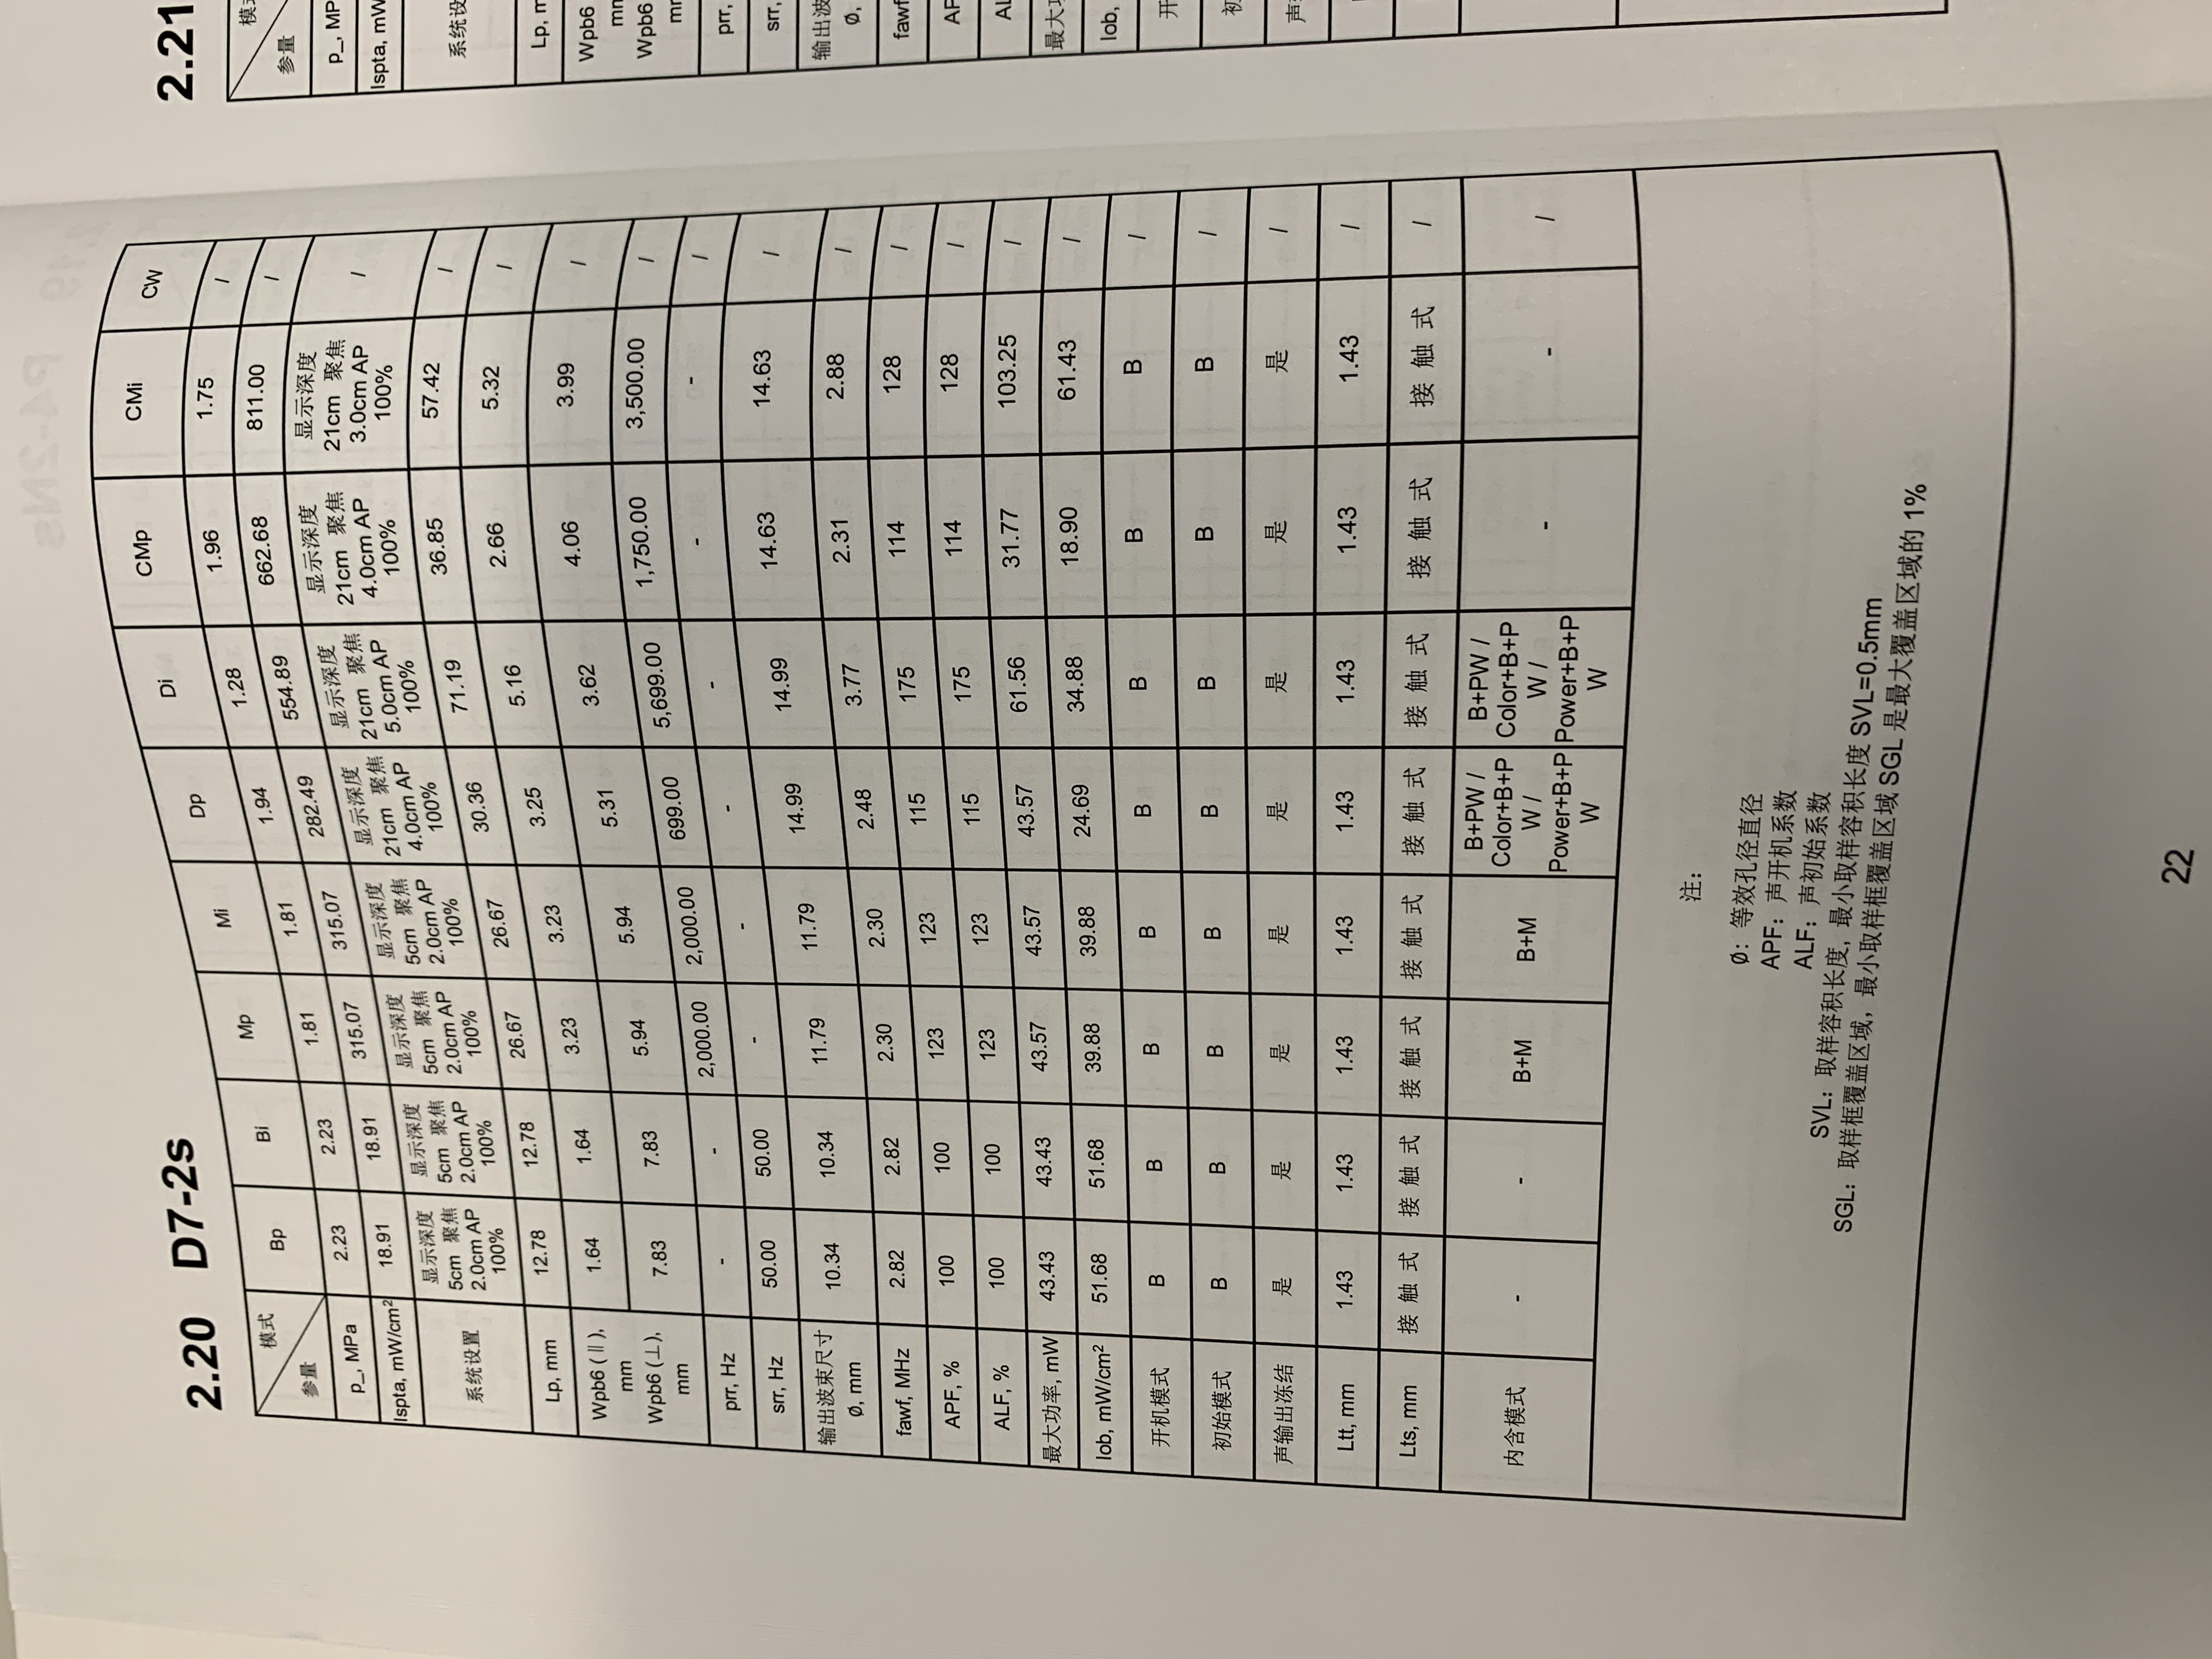 2.20 D7-2s
模式 参量 Bp Bi Mp Mi Dp Di CMp CMi CW
p_, MPa 2.23 2.23 1.81 1.81 1.94 1.28 1.96 1.75 /
Ispta, mW/cm² 18.91 18.91 315.07 315.07 282.49 554.89 662.68 811.00 /
系统设置 显示深度 5cm 聚焦 2.0cm AP 100% 显示深度 5cm 聚焦 2.0cm AP 100% 显示深度 5cm 聚焦 2.0cm AP 100% 显示深度 5cm 聚焦 2.0cm AP 100% 显示深度 21cm 聚焦 4.0cm AP 100% 显示深度 21cm 聚焦 5.0cm AP 100% 显示深度 21cm 聚焦 4.0cm AP 100% 显示深度 21cm 聚焦 3.0cm AP 100% /
Lp, mm 12.78 12.78 26.67 26.67 30.36 71.19 36.85 57.42 /
Wpb6 (∥), mm 1.64 1.64 3.23 3.23 3.25 5.16 2.66 5.32 /
Wpb6 (⊥), mm 7.83 7.83 5.94 5.94 5.31 3.62 4.06 3.99 /
prr, Hz - - 2,000.00 2,000.00 699.00 5,699.00 1,750.00 3,500.00 /
srr, Hz 50.00 50.00 - - - - - - /
输出波束尺寸 Ø, mm 10.34 10.34 11.79 11.79 14.99 14.99 14.63 14.63 /
fawf, MHz 2.82 2.82 2.30 2.30 2.48 3.77 2.31 2.88 /
APF, % 100 100 123 123 115 175 114 128 /
ALF, % 100 100 123 123 115 175 114 128 /
最大功率, mW 43.43 43.43 43.57 43.57 43.57 61.56 31.77 103.25 /
Iob, mW/cm² 51.68 51.68 39.88 39.88 24.69 34.88 18.90 61.43 /
开机模式 B B B B B B B B /
初始模式 B B B B B B B B /
声输出冻结 是 是 是 是 是 是 是 是 /
Ltt, mm 1.43 1.43 1.43 1.43 1.43 1.43 1.43 1.43 /
Lts, mm 接触式 接触式 接触式 接触式 接触式 接触式 接触式 接触式 /
内含模式 - - B+M B+M B+PW / Color+B+PW / Power+B+PW B+PW / Color+B+PW / Power+B+PW - - /
注：
Ø：等效孔径直径
APF：声开机系数
ALF：声初始系数
SVL：取样容积长度, 最小取样容积长度 SVL=0.5mm
SGL：取样框覆盖区域，最小取样框覆盖区域 SGL 是最大覆盖区域的 1%
22
2.21
参量
Lp, m
Wpb6
Wpb6
prr,
srr,
Ø,
fawf
Iob,